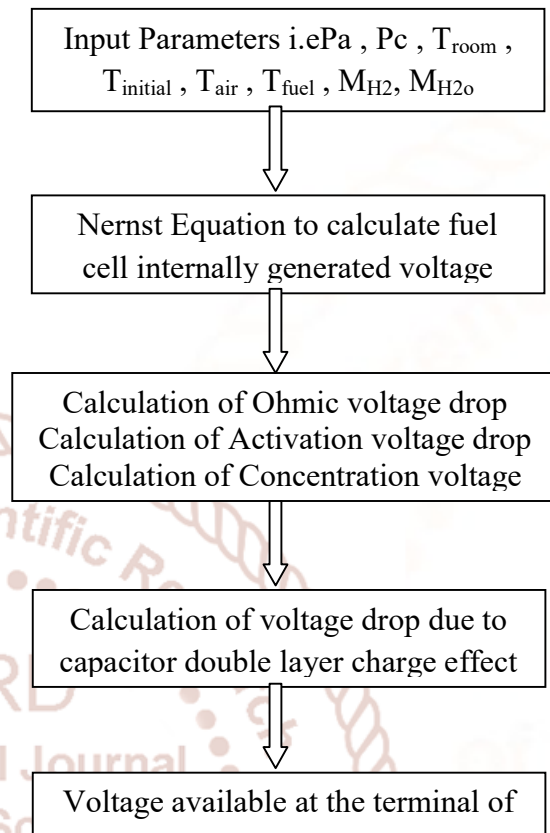 Input Parameters i.ePa , Pc , Troom ,
Tinitial , Tair , Tfuel , MH2, MH2o
Nernst Equation to calculate fuel
cell internally generated voltage
Calculation of Ohmic voltage drop
Calculation of Activation voltage drop
Calculation of Concentration voltage
Calculation of voltage drop due to
capacitor double layer charge effect
Voltage available at the terminal of